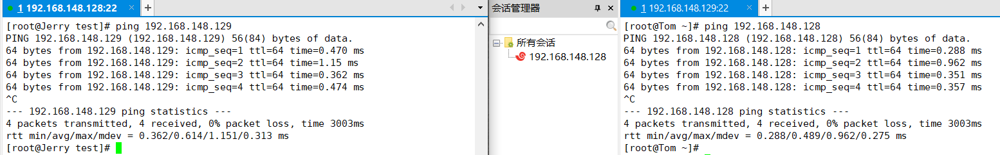 1 192.168.148.128:22
[root@Jerry test]# ping 192.168.148.129
PING 192.168.148.129 (192.168.148.129) 56(84) bytes of data.
64 bytes from 192.168.148.129: icmp_seq=1 ttl=64 time=0.470 ms
64 bytes from 192.168.148.129: icmp_seq=2 ttl=64 time=1.15 ms
64 bytes from 192.168.148.129: icmp_seq=3 ttl=64 time=0.362 ms
64 bytes from 192.168.148.129: icmp_seq=4 ttl=64 time=0.474 ms
^C
--- 192.168.148.129 ping statistics ---
4 packets transmitted, 4 received, 0% packet loss, time 3003ms
rtt min/avg/max/mdev = 0.362/0.614/1.151/0.313 ms
[root@Jerry test]#
会话管理器
所有会话
192.168.148.128
1 192.168.148.129:22
[root@Tom ~]# ping 192.168.148.128
PING 192.168.148.128 (192.168.148.128) 56(84) bytes of data.
64 bytes from 192.168.148.128: icmp_seq=1 ttl=64 time=0.288 ms
64 bytes from 192.168.148.128: icmp_seq=2 ttl=64 time=0.962 ms
64 bytes from 192.168.148.128: icmp_seq=3 ttl=64 time=0.351 ms
64 bytes from 192.168.148.128: icmp_seq=4 ttl=64 time=0.357 ms
^C
--- 192.168.148.128 ping statistics ---
4 packets transmitted, 4 received, 0% packet loss, time 3003ms
rtt min/avg/max/mdev = 0.288/0.489/0.962/0.275 ms
[root@Tom ~]#